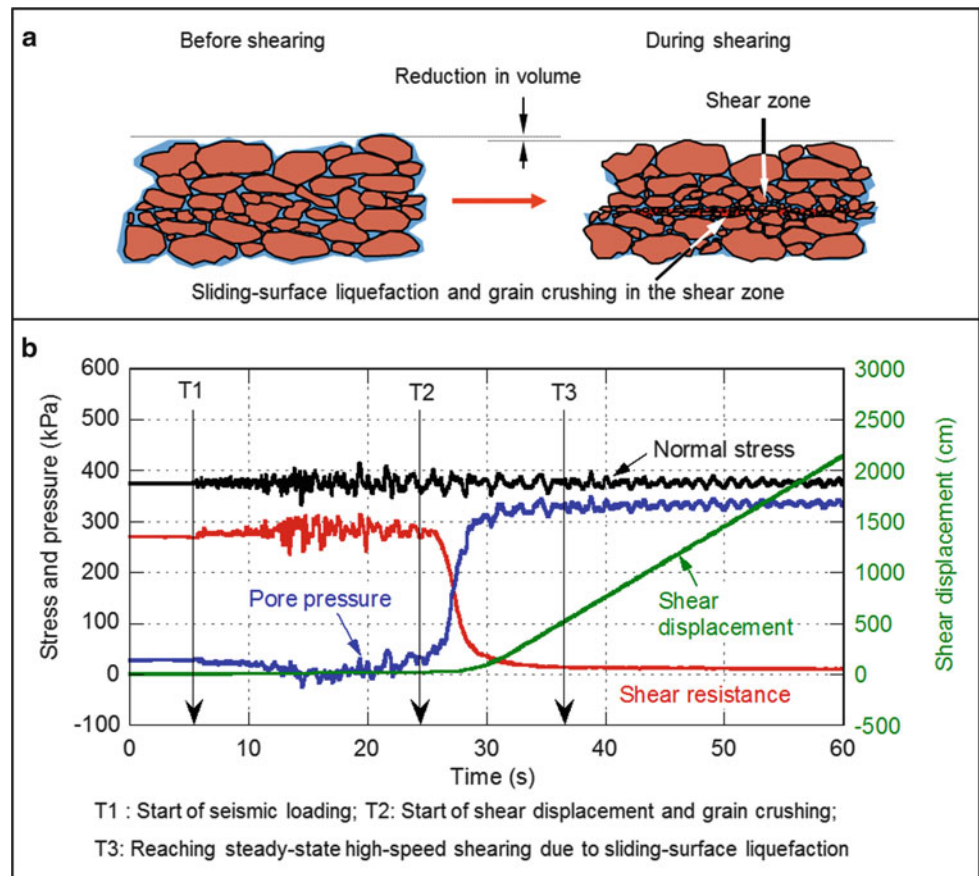 a
Before shearing
During shearing
Reduction in volume
Shear zone
Sliding-surface liquefaction and grain crushing in the shear zone
b
Stress and pressure (kPa)
600
500
400
300
200
100
0
-100
T1
T2
T3
Normal stress
Pore pressure
Shear
displacement
Shear resistance
3000
2500
2000
1500
1000
500
0
-500
Shear displacement (cm)
0 10 20 30 40 50 60
Time (s)
T1 : Start of seismic loading; T2: Start of shear displacement and grain crushing;
T3: Reaching steady-state high-speed shearing due to sliding-surface liquefaction